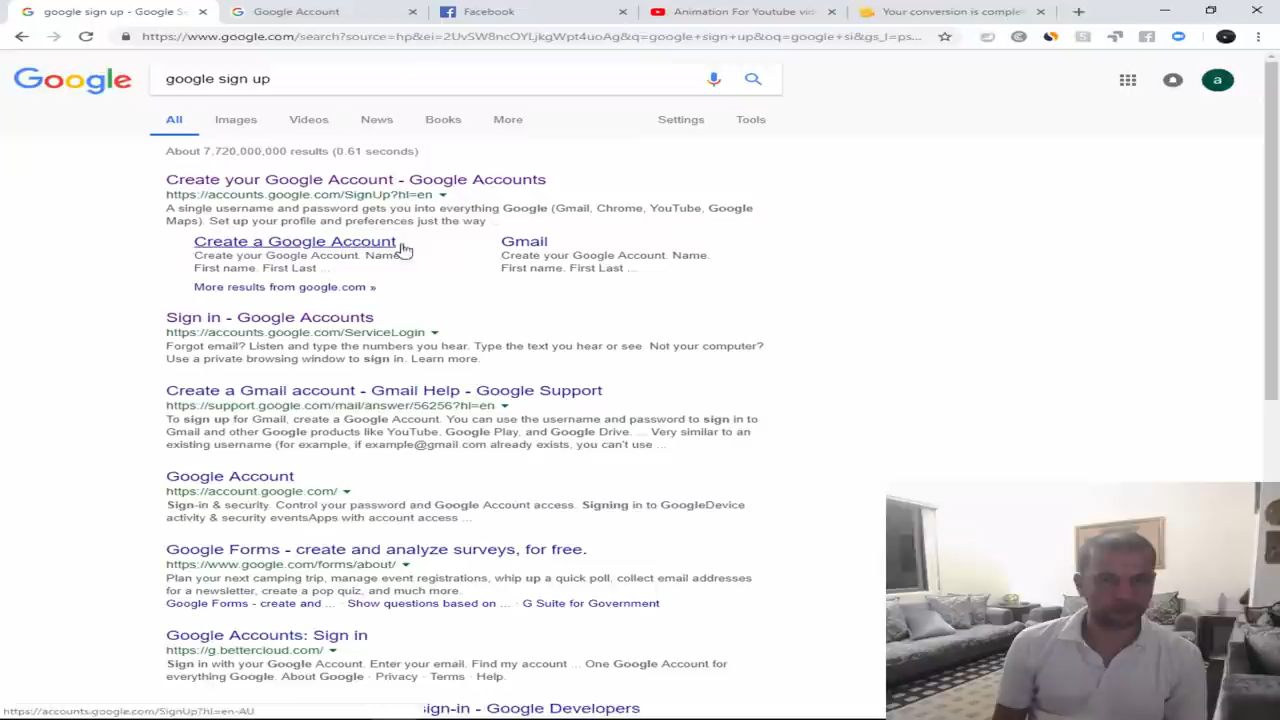 google sign up - Google S
Google Account
Facebook
Animation For Youtube vi
Your conversion is comple
https://www.google.com/search?source=hp&ei=2UvSW8ncOYLjkgWpt4uoAg&q=google+sign+up&oq=google+si&gs_l=ps...
Google
google sign up
a
All
Images
Videos
News
Books
More
Settings
Tools
About 7,720,000,000 results (0.61 seconds)
Create your Google Account - Google Accounts
https://accounts.google.com/SignUp?hl=en
A single username and password gets you into everything Google (Gmail, Chrome, YouTube, Google
Maps). Set up your profile and preferences just the way ...
Create a Google Account
Create your Google Account. Name.
First name. First Last ...
Gmail
Create your Google Account. Name.
First name. First Last ...
More results from google.com »
Sign in - Google Accounts
https://accounts.google.com/ServiceLogin
Forgot email? Listen and type the numbers you hear. Type the text you hear or see Not your computer?
Use a private browsing window to sign in. Learn more.
Create a Gmail account - Gmail Help - Google Support
https://support.google.com/mail/answer/56256?hl=en
To sign up for Gmail, create a Google Account. You can use the username and password to sign in to
Gmail and other Google products like YouTube, Google Play, and Google Drive. ... Very similar to an
existing username (for example, if example@gmail.com already exists, you can't use ...
Google Account
https://account.google.com/
Sign-in & security. Control your password and Google Account access. Signing in to GoogleDevice
activity & security eventsApps with account access ...
Google Forms - create and analyze surveys, for free.
https://www.google.com/forms/about/
Plan your next camping trip, manage event registrations, whip up a quick poll, collect email addresses
for a newsletter, create a pop quiz, and much more.
Google Forms - create and ... · Show questions based on ... · G Suite for Government
Google Accounts: Sign in
https://g.bettercloud.com/
Sign in with your Google Account. Enter your email. Find my account ... One Google Account for
everything Google. About Google · Privacy · Terms · Help.
sign-in - Google Developers
https://accounts.google.com/SignUp?hl=en-AU